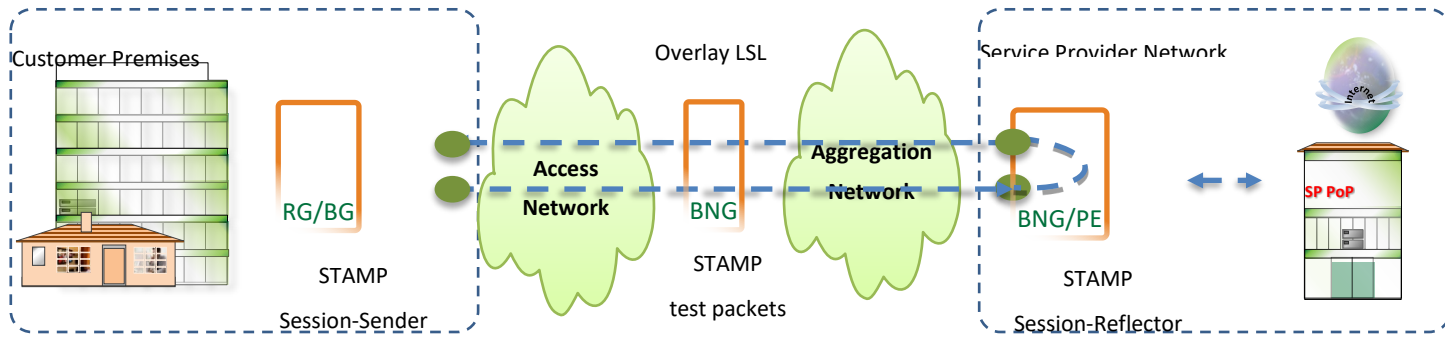 Customer Premises
Overlay LSL
Service Provider Network
Internet
Access
Network
Aggregation
Network
RG/BG
BNG
BNG/PE
SP PoP
STAMP
Session-Sender
STAMP
test packets
STAMP
Session-Reflector